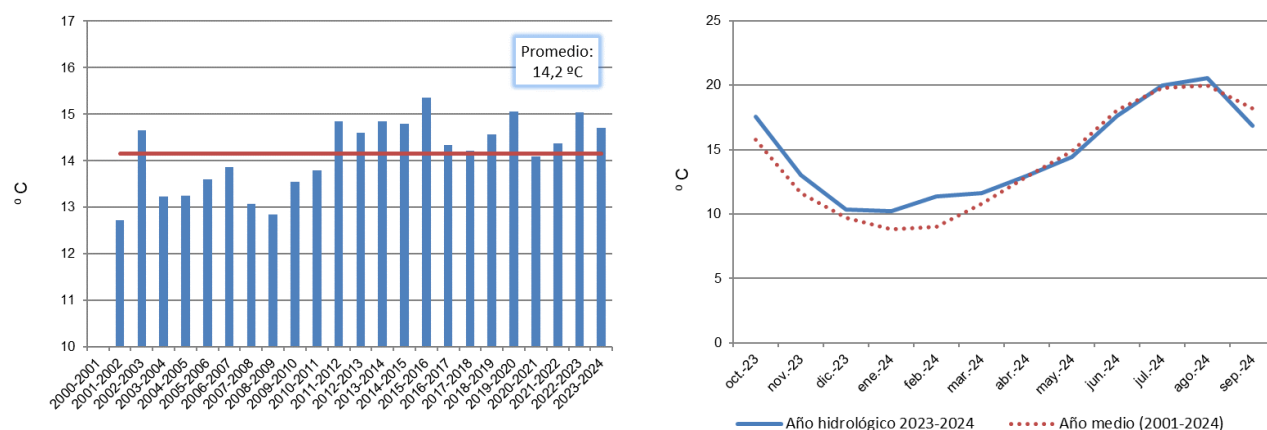 17
16
15
14
13
12
11
10
º C
Promedio:
14,2 ºC
2000-2001
2001-2002
2002-2003
2003-2004
2004-2005
2005-2006
2006-2007
2007-2008
2008-2009
2009-2010
2010-2011
2011-2012
2012-2013
2013-2014
2014-2015
2015-2016
2016-2017
2017-2018
2018-2019
2019-2020
2020-2021
2021-2022
2022-2023
2023-2024
25
20
15
10
5
0
º C
oct.-23
nov.-23
dic.-23
ene.-24
feb.-24
mar.-24
abr.-24
may.-24
jun.-24
jul.-24
ago.-24
sep.-24
Año hidrológico 2023-2024
Año medio (2001-2024)